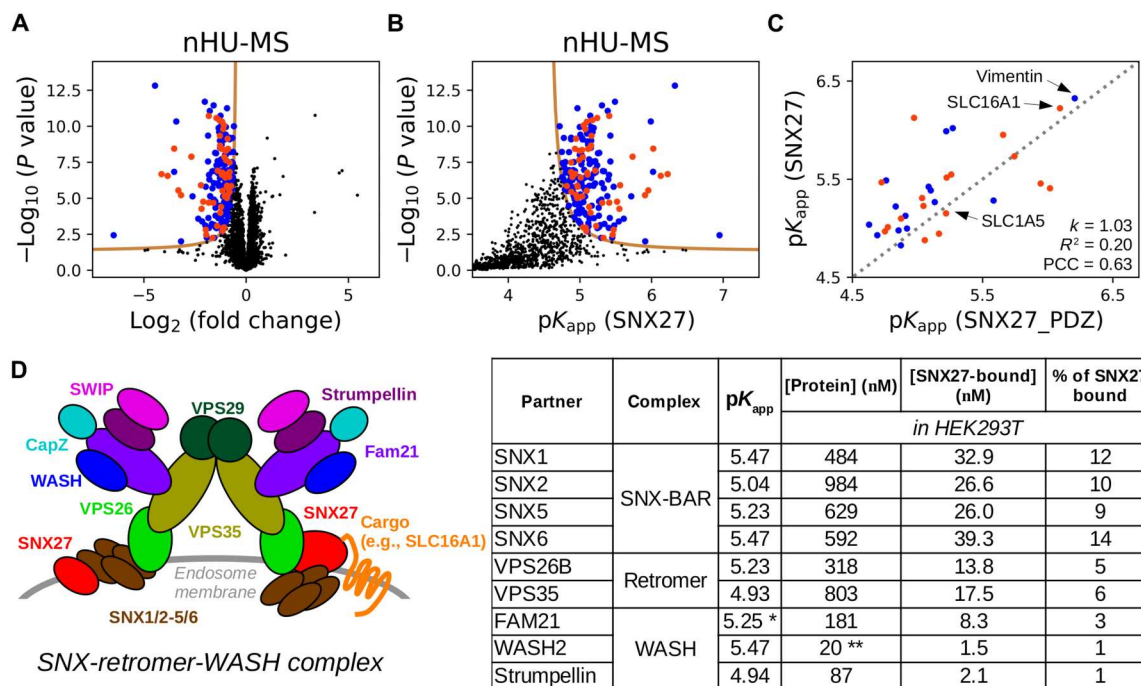 A
nHU-MS
−Log10 (P value)
12.5
10.0
7.5
5.0
2.5
0.0
−5
0
5
Log2 (fold change)
B
nHU-MS
−Log10 (P value)
12.5
10.0
7.5
5.0
2.5
0.0
4
5
6
7
pKapp (SNX27)
C
pKapp (SNX27)
6.5
5.5
4.5
Vimentin
SLC16A1
SLC1A5
k = 1.03
R² = 0.20
PCC = 0.63
4.5
5.5
6.5
pKapp (SNX27_PDZ)
D
SWIP
Strumpellin
VPS29
CapZ
Fam21
WASH
VPS26
SNX27
VPS35
SNX27
Cargo
(e.g., SLC16A1)
Endosome
membrane
SNX1/2-5/6
SNX-retromer-WASH complex
Partner Complex pKapp [Protein] (nM) [SNX27-bound] (nM) % of SNX27 bound
in HEK293T
SNX1 SNX-BAR 5.47 484 32.9 12
SNX2 5.04 984 26.6 10
SNX5 5.23 629 26.0 9
SNX6 5.47 592 39.3 14
VPS26B Retromer 5.23 318 13.8 5
VPS35 4.93 803 17.5 6
FAM21 WASH 5.25 * 181 8.3 3
WASH2 5.47 20 ** 1.5 1
Strumpellin 4.94 87 2.1 1